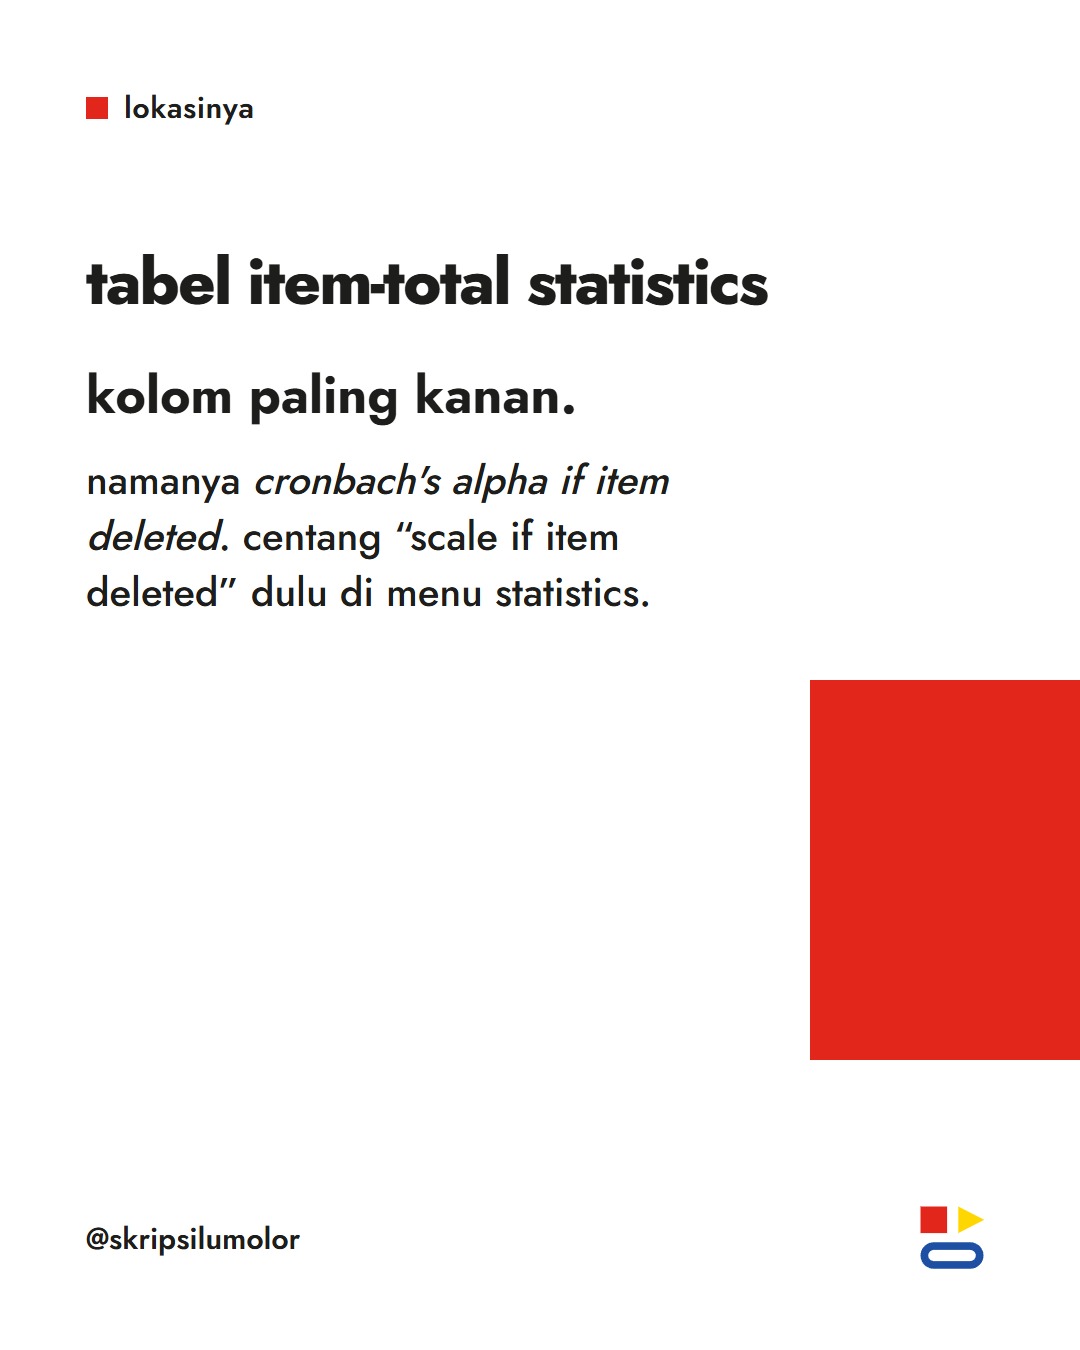 lokasinya
tabel item-total statistics
kolom paling kanan.
namanya cronbach's alpha if item
deleted. centang “scale if item
deleted” dulu di menu statistics.
@skripsilumolor